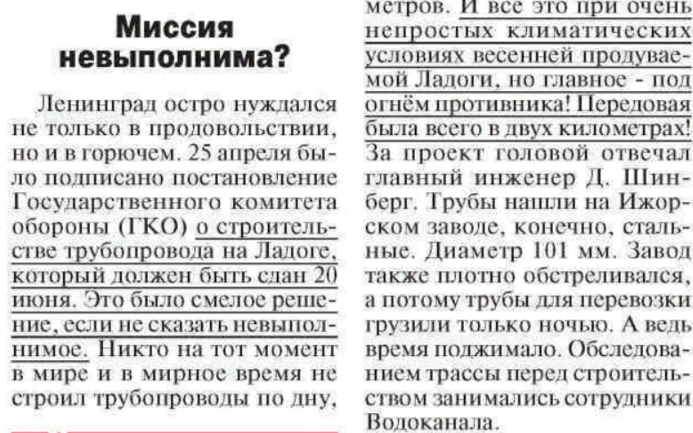 Миссия
невыполнима?
Ленинград остро нуждался
не только в продовольствии,
но и в горючем. 25 апреля бы-
ло подписано постановление
Государственного комитета
обороны (ГКО) о строитель-
стве трубопровода на Ладоге,
который должен быть сдан 20
июня. Это было смелое реше-
ние, если не сказать невыпол-
нимое. Никто на тот момент
в мире и в мирное время не
строил трубопроводы по дну,
метров. И всё это при очень
непростых климатических
условиях весенней продувае-
мой Ладоги, но главное - под
огнём противника! Передовая
была всего в двух километрах!
За проект головой отвечал
главный инженер Д. Шин-
берг. Трубы нашли на Ижор-
ском заводе, конечно, сталь-
ные. Диаметр 101 мм. Завод
также плотно обстреливался,
а потому трубы для перевозки
грузили только ночью. А ведь
время поджимало. Обследова-
нием трассы перед строитель-
ством занимались сотрудники
Водоканала.